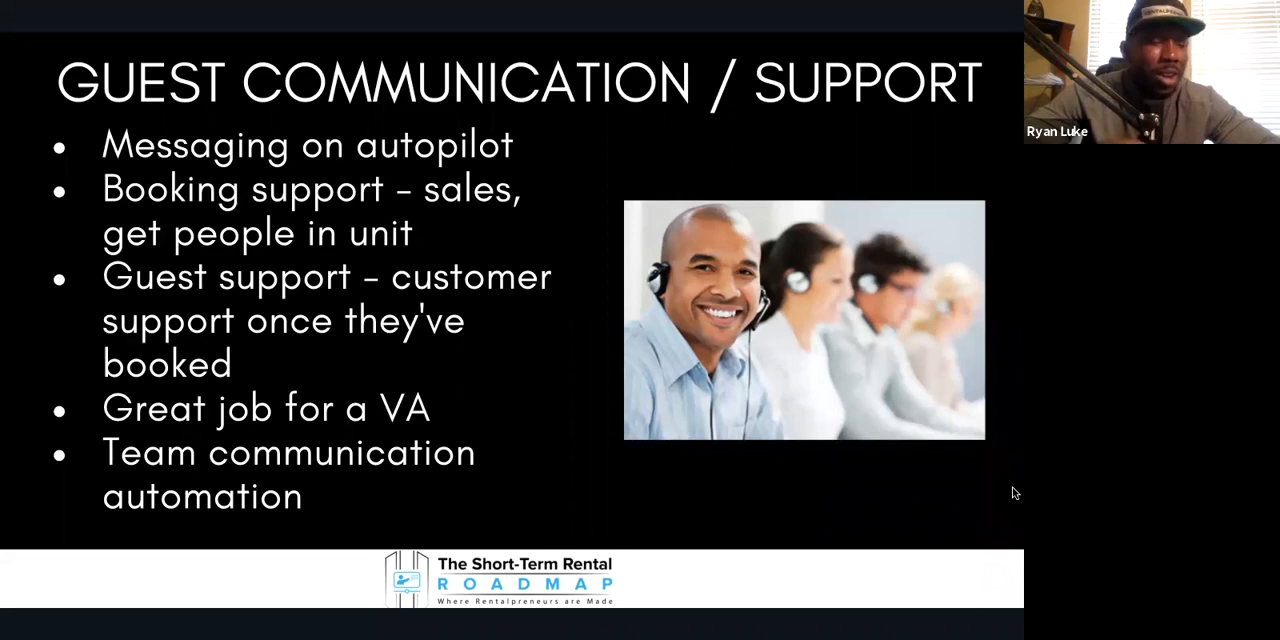 GUEST COMMUNICATION / SUPPORT
Messaging on autopilot
Booking support – sales,
get people in unit
Guest support – customer
support once they've
booked
Great job for a VA
Team communication
automation
The Short-Term Rental
ROADMAP
Where Rentalpreneurs are Made
Ryan Luke